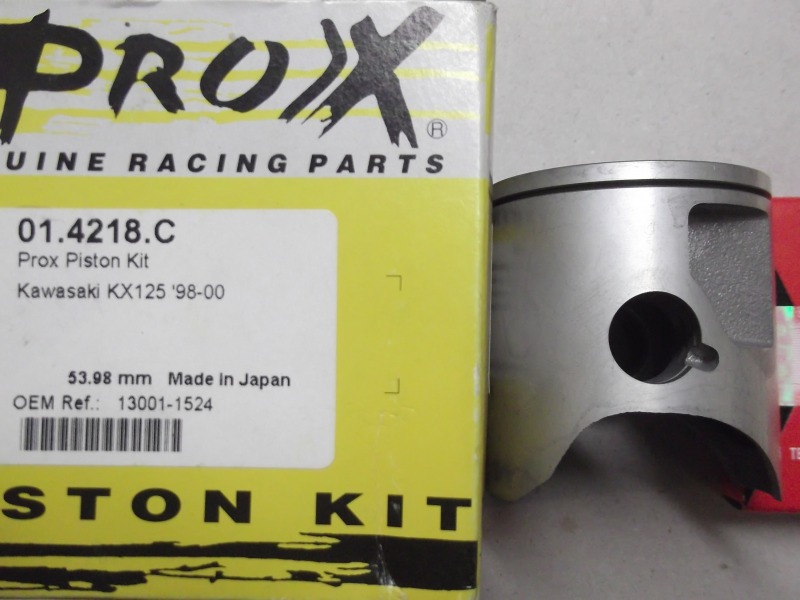 PROX®
UINE RACING PARTS
01.4218.C
Prox Piston Kit
Kawasaki KX125 '98-00
53.98 mm Made in Japan
OEM Ref.: 13001-1524
STON KIT
TE